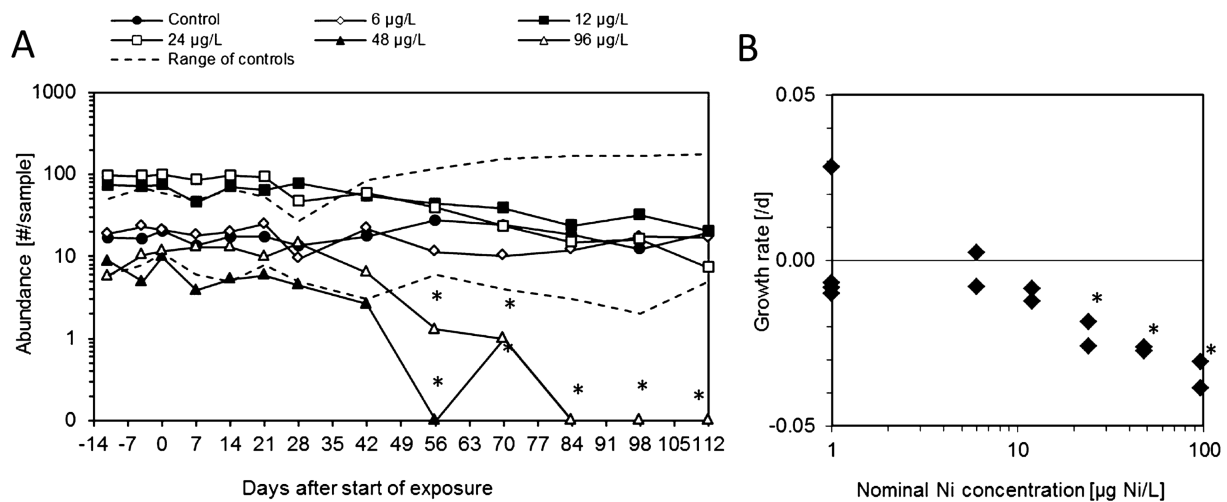 A
Control
6 µg/L
12 µg/L
24 µg/L
48 µg/L
96 µg/L
Range of controls
Abundance [#/sample]
1000
100
10
1
0
-14 -7 0 7 14 21 28 35 42 49 56 63 70 77 84 91 98 105 112
Days after start of exposure
*
*
*
*
*
*
*
B
Growth rate [/d]
0.05
0.00
-0.05
*
*
*
1 10 100
Nominal Ni concentration [µg Ni/L]